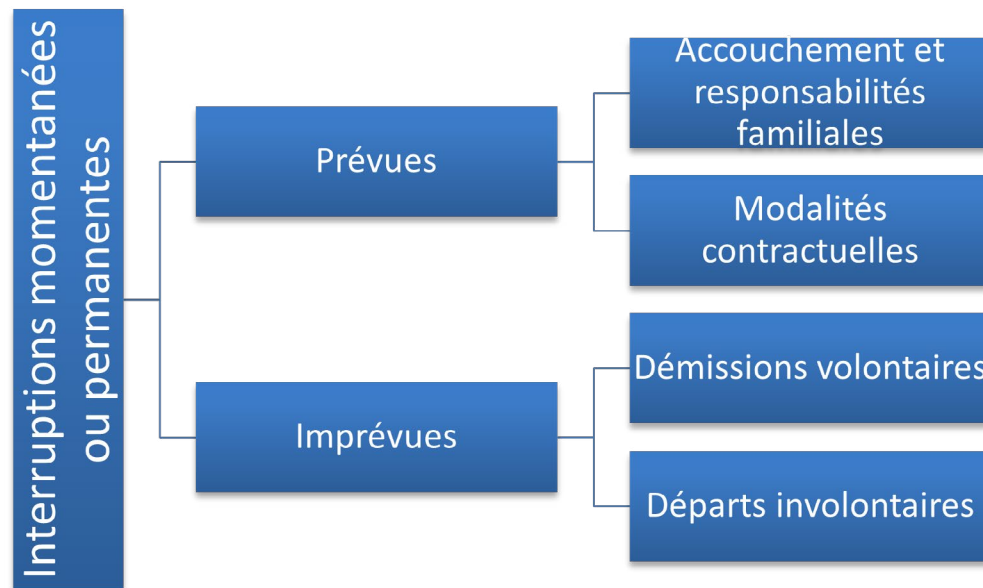 Interruptions momentanées
ou permanentes
Prévues
Accouchement et
responsabilités
familiales
Modalités
contractuelles
Imprévues
Démissions volontaires
Départs involontaires